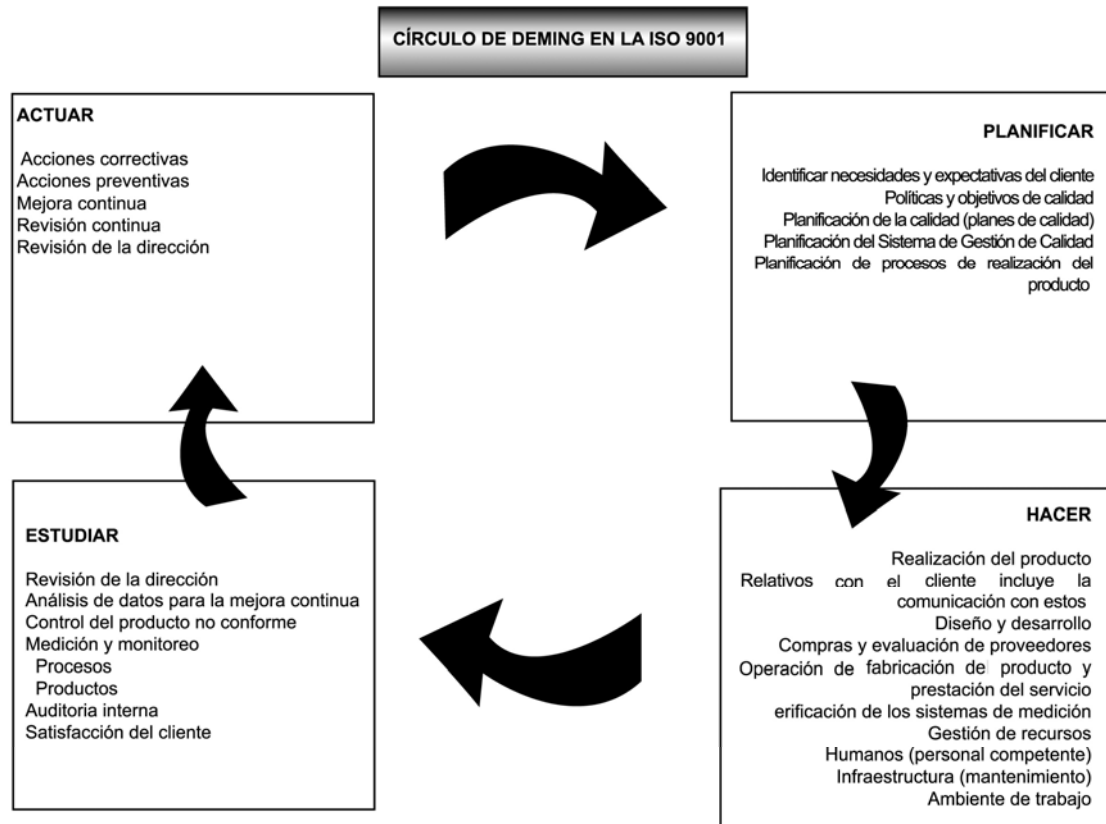 CÍRCULO DE DEMING EN LA ISO 9001
ACTUAR
Acciones correctivas
Acciones preventivas
Mejora continua
Revisión continua
Revisión de la dirección
PLANIFICAR
Identificar necesidades y expectativas del cliente
Políticas y objetivos de calidad
Planificación de la calidad (planes de calidad)
Planificación del Sistema de Gestión de Calidad
Planificación de procesos de realización del
producto
HACER
Realización del producto
Relativos con el cliente incluye la
comunicación con estos
Diseño y desarrollo
Compras y evaluación de proveedores
Operación de fabricación del producto y
prestación del servicio
erificación de los sistemas de medición
Gestión de recursos
Humanos (personal competente)
Infraestructura (mantenimiento)
Ambiente de trabajo
ESTUDIAR
Revisión de la dirección
Análisis de datos para la mejora continua
Control del producto no conforme
Medición y monitoreo
Procesos
Productos
Auditoria interna
Satisfacción del cliente